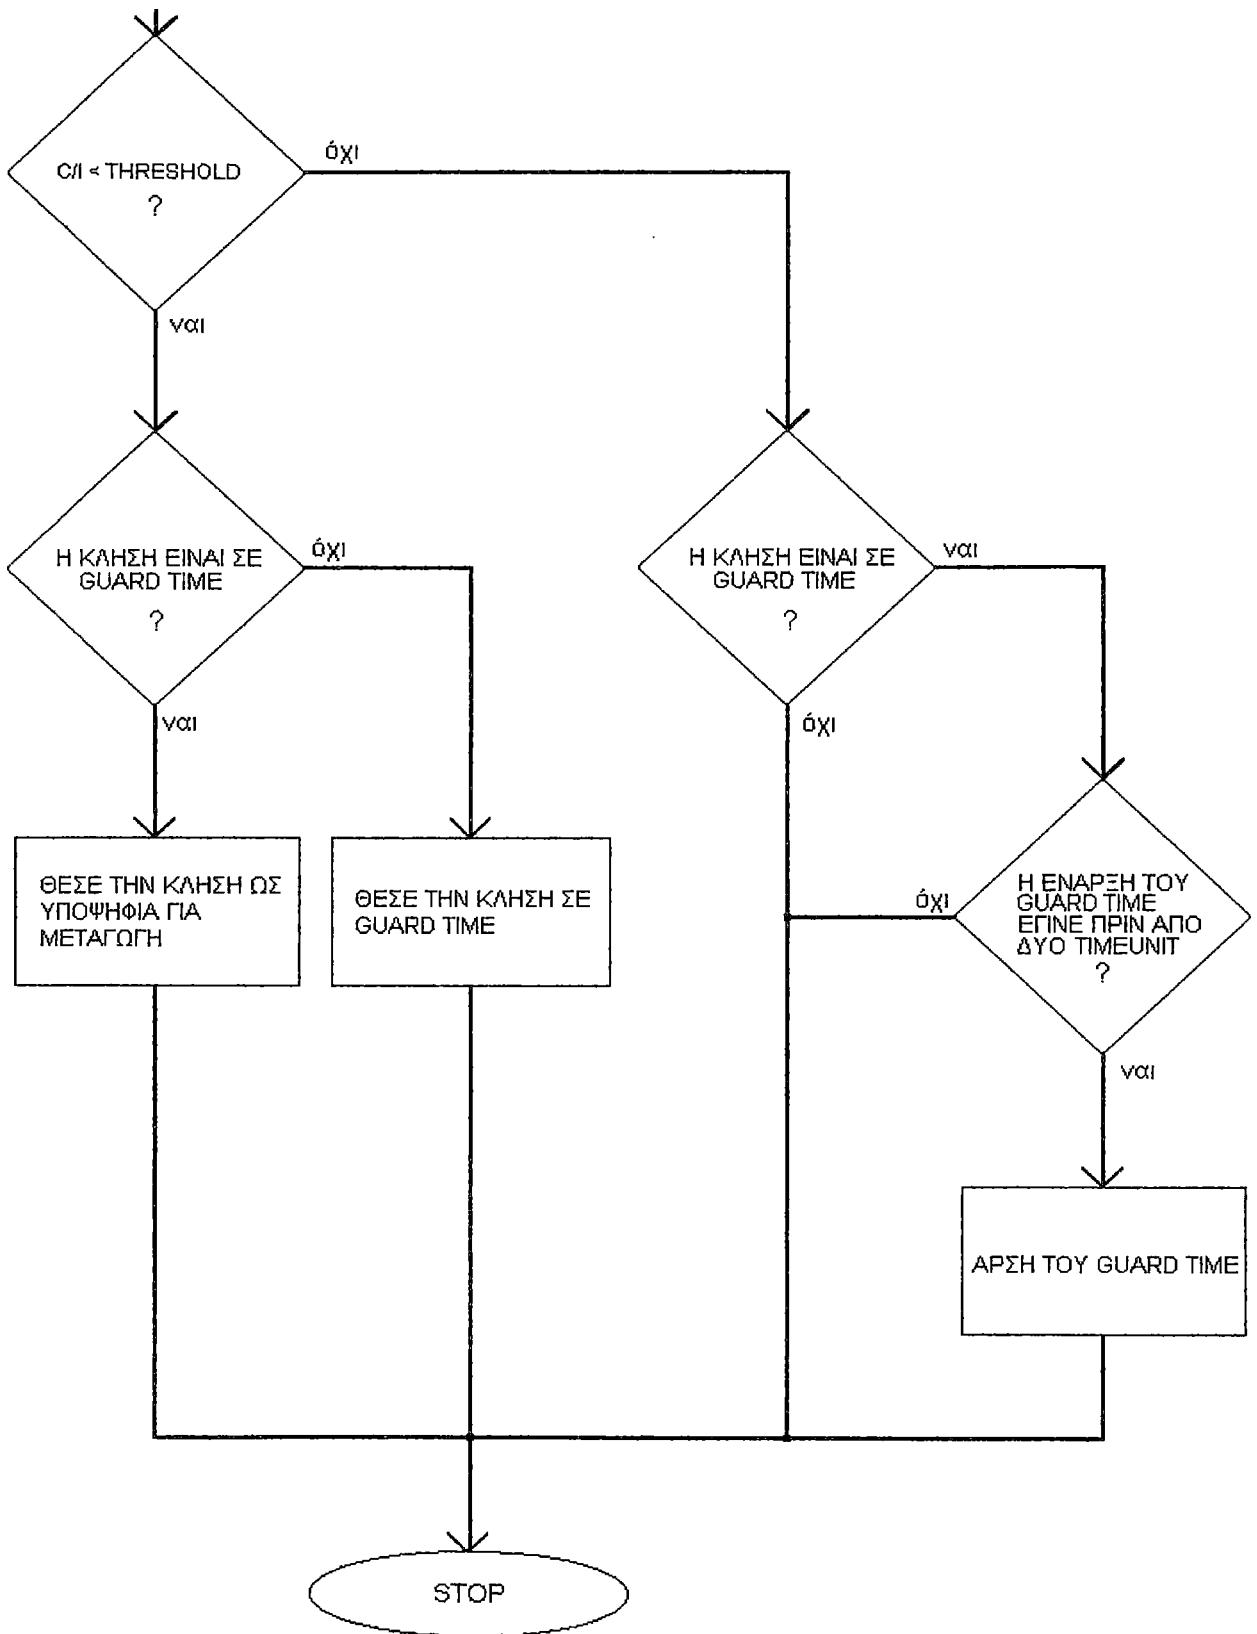 C/I < THRESHOLD
?
όχι
ναι
Η ΚΛΗΣΗ ΕΙΝΑΙ ΣΕ
GUARD TIME
?
όχι
ναι
Η ΚΛΗΣΗ ΕΙΝΑΙ ΣΕ
GUARD TIME
?
ναι
όχι
ΘΕΣΕ ΤΗΝ ΚΛΗΣΗ ΩΣ
ΥΠΟΨΗΦΙΑ ΓΙΑ
ΜΕΤΑΓΩΓΗ
ΘΕΣΕ ΤΗΝ ΚΛΗΣΗ ΣΕ
GUARD TIME
όχι
Η ΕΝΑΡΞΗ ΤΟΥ
GUARD TIME
ΕΓΙΝΕ ΠΡΙΝ ΑΠΟ
ΔΥΟ TIMEUNIT
?
ναι
ΑΡΣΗ ΤΟΥ GUARD TIME
STOP